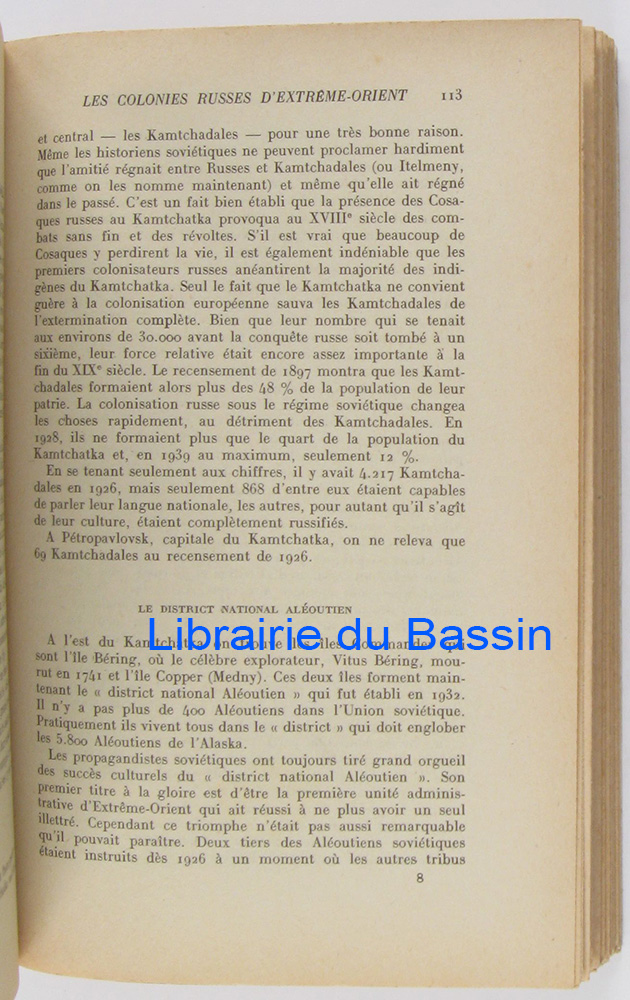 LES COLONIES RUSSES D'EXTRÊME-ORIENT 113
et central — les Kamtchadales — pour une très bonne raison.
Même les historiens soviétiques ne peuvent proclamer hardiment
que l'amitié régnait entre Russes et Kamtchadales (ou Itelmeny,
comme on les nomme maintenant) et même qu'elle ait régné
dans le passé. C'est un fait bien établi que la présence des Cosa-
ques russes au Kamtchatka provoqua au XVIIIe siècle des com-
bats sans fin et des révoltes. S'il est vrai que beaucoup de
Cosaques y perdirent la vie, il est également indéniable que les
premiers colonisateurs russes anéantirent la majorité des indi-
gènes du Kamtchatka. Seul le fait que le Kamtchatka ne convient
guère à la colonisation européenne sauva les Kamtchadales de
l'extermination complète. Bien que leur nombre qui se tenait
aux environs de 30.000 avant la conquête russe soit tombé à un
sixième, leur force relative était encore assez importante à la
fin du XIXe siècle. Le recensement de 1897 montra que les Kamt-
chadales formaient alors plus des 48 % de la population de leur
patrie. La colonisation russe sous le régime soviétique changea
les choses rapidement, au détriment des Kamtchadales. En
1928, ils ne formaient plus que le quart de la population du
Kamtchatka et, en 1939 au maximum, seulement 12 %.
En se tenant seulement aux chiffres, il y avait 4.217 Kamtcha-
dales en 1926, mais seulement 868 d'entre eux étaient capables
de parler leur langue nationale, les autres, pour autant qu'il s'agît
de leur culture, étaient complètement russifiés.
A Pétropavlovsk, capitale du Kamtchatka, on ne releva que
69 Kamtchadales au recensement de 1926.
LE DISTRICT NATIONAL ALÉOUTIEN
Librairie du Bassin
A l'est du Kamtchatka on trouve les îles Commander qui
sont l'île Béring, où le célèbre explorateur, Vitus Béring, mou-
rut en 1741 et l'île Copper (Medny). Ces deux îles forment main-
tenant le « district national Aléoutien » qui fut établi en 1932.
Il n'y a pas plus de 400 Aléoutiens dans l'Union soviétique.
Pratiquement ils vivent tous dans le « district » qui doit englober
les 5.800 Aléoutiens de l'Alaska.
Les propagandistes soviétiques ont toujours tiré grand orgueil
des succès culturels du « district national Aléoutien ». Son
premier titre à la gloire est d'être la première unité adminis-
trative d'Extrême-Orient qui ait réussi à ne plus avoir un seul
illettré. Cependant ce triomphe n'était pas aussi remarquable
qu'il pouvait paraître. Deux tiers des Aléoutiens soviétiques
étaient instruits dès 1926 à un moment où les autres tribus
8